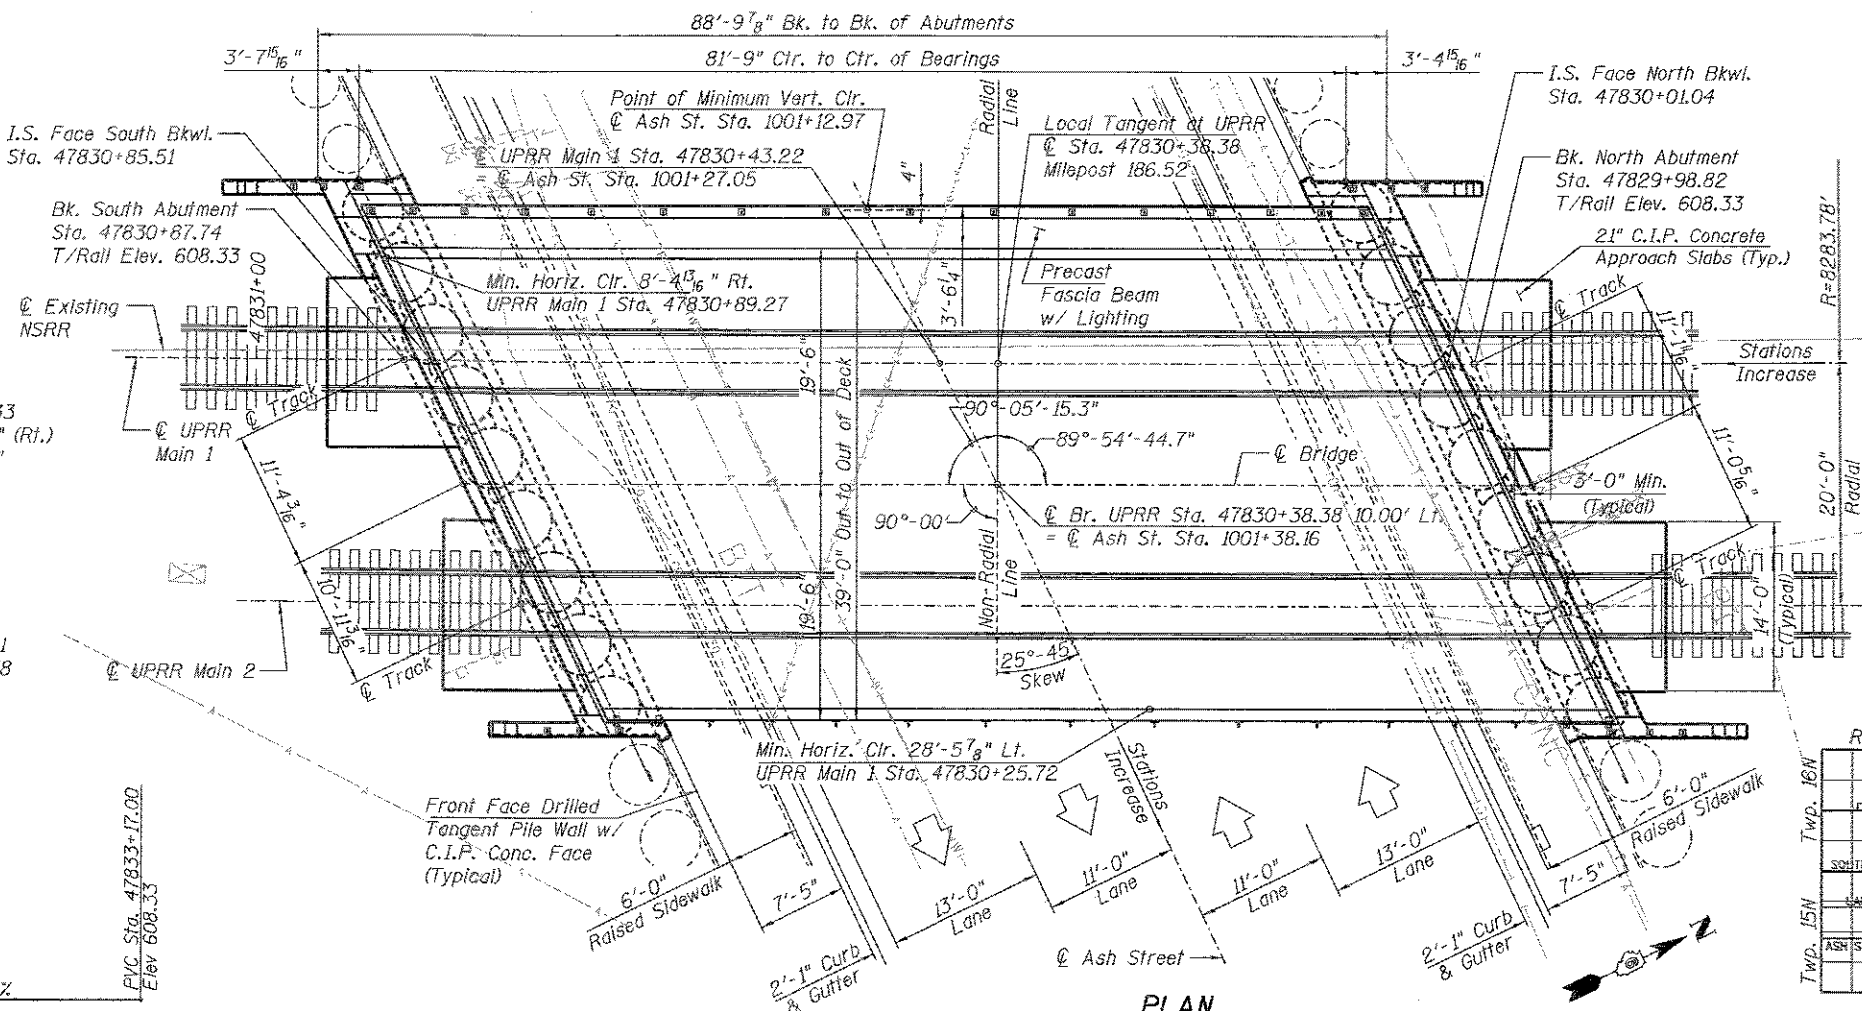 88'-9 7/8" Bk. to Bk. of Abutments
3'-7 15/16"
81'-9" Ctr. to Ctr. of Bearings
3'-4 15/16"
I.S. Face North Bkwl.
Sta. 47830+01.04
Point of Minimum Vert. Clr.
℄ Ash St. Sta. 1001+12.97
Radial
Line
Local Tangent at UPRR
℄ Sta. 47830+38.38
Milepost 186.52
I.S. Face South Bkwl.
Sta. 47830+85.51
℄ UPRR Main 1 Sta. 47830+43.22
= ℄ Ash St. Sta. 1001+27.05
4"
Bk. North Abutment
Sta. 47829+98.82
T/Rail Elev. 608.33
Bk. South Abutment
Sta. 47830+87.74
T/Rail Elev. 608.33
47831+00
21" C.I.P. Concrete
Approach Slabs (Typ.)
R=8283.78'
Min. Horiz. Clr. 8'-4 13/16" Rt.
UPRR Main 1 Sta. 47830+89.27
3'-6 1/4"
Precast
Fascia Beam
w/ Lighting
℄ Track
11'-1 1/16"
℄ Existing
NSRR
Stations
Increase
19'-6"
39'-0" Out to Out of Deck
℄ Track
33
" (Rt.)
℄ UPRR
Main 1
90°-05'-15.3"
89°-54'-44.7"
℄ Bridge
11'-0 5/16"
11'-4 3/16"
3'-0" Min.
(Typical)
20'-0"
Radial
90°-00'
℄ Br. UPRR Sta. 47830+38.38 10.00' Lt.
= ℄ Ash St. Sta. 1001+38.16
BTT
Non-Radial
Line
19'-6"
℄ Track
14'-0"
(Typical)
10'-11 3/16"
℄ Track
1
8
℄ UPRR Main 2
25°-45'
Skew
Min. Horiz. Clr. 28'-5 7/8" Lt.
UPRR Main 1 Sta. 47830+25.72
Stations
Increase
R
Front Face Drilled
Tangent Pile Wall w/
C.I.P. Conc. Face
(Typical)
6'-0"
Raised Sidewalk
Twp. 16N
PVC Sta. 47833+17.00
Elev 608.33
6'-0"
Raised Sidewalk
7'-5"
13'-0"
Lane
11'-0"
Lane
11'-0"
Lane
13'-0"
Lane
7'-5"
Twp. 15N
2'-1" Curb
& Gutter
℄ Ash Street
2'-1" Curb
& Gutter
N
%
PLAN